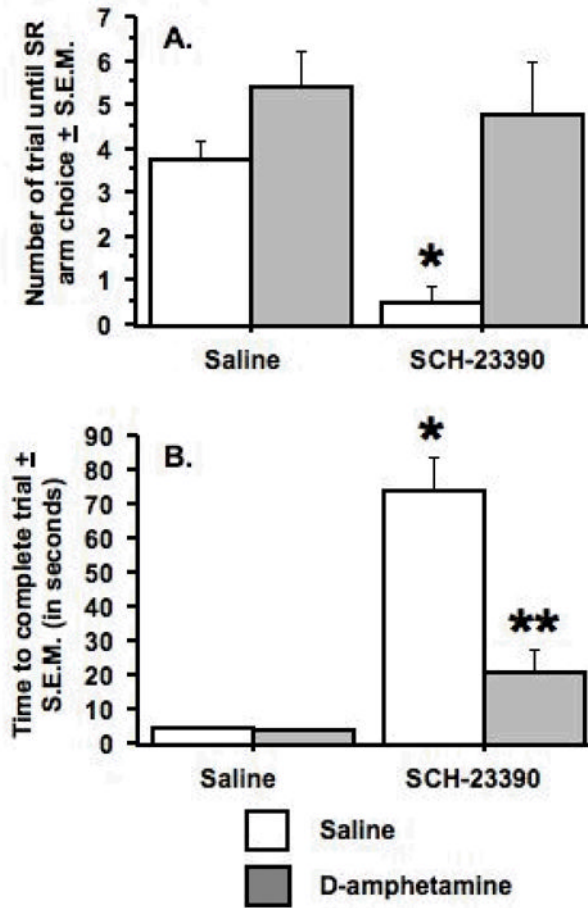 A.
Number of trial until SR
arm choice ± S.E.M.
7
6
5
4
3
2
1
0
*
Saline
SCH-23390
B.
Time to complete trial ±
S.E.M. (in seconds)
90
80
70
60
50
40
30
20
10
0
*
**
Saline
SCH-23390
Saline
D-amphetamine